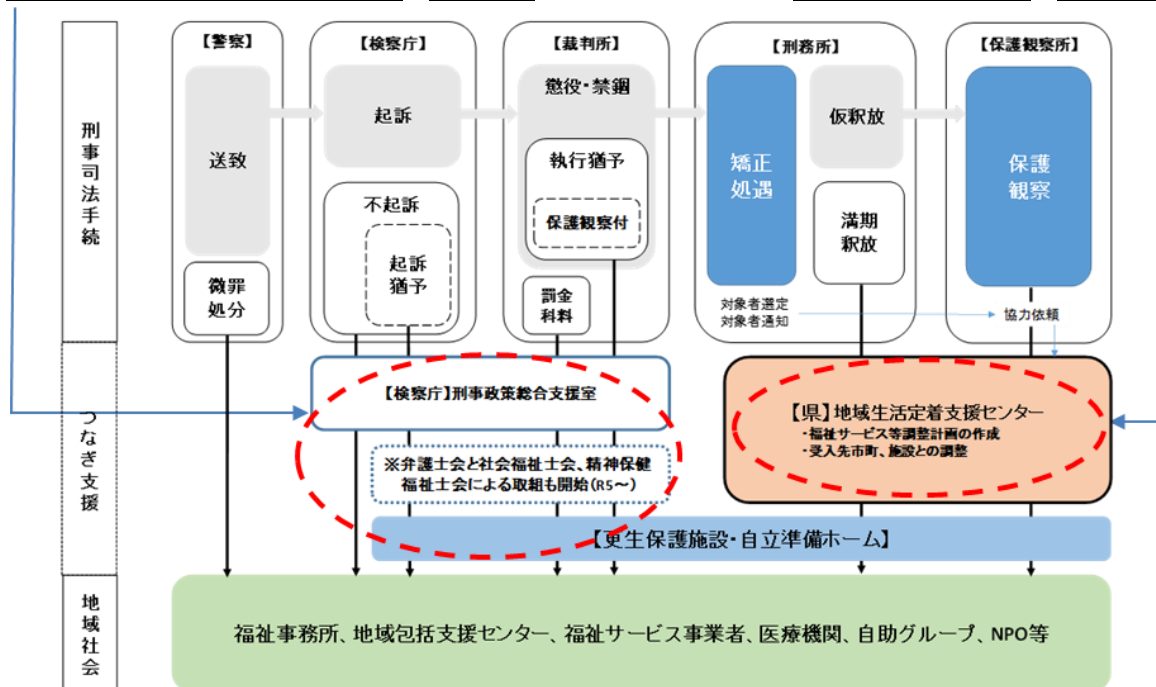 刑事司法手続
【警察】
送致
微罪
処分
【検察庁】
起訴
不起訴
起訴
猶予
【裁判所】
懲役・禁錮
執行猶予
保護観察付
罰金
科料
【刑務所】
矯正
処遇
仮釈放
満期
釈放
対象者選定
対象者通知
【保護観察所】
保護
観察
協力依頼
つなぎ支援
【検察庁】刑事政策総合支援室
※弁護士会と社会福祉士会、精神保健
福祉士会による取組も開始(R5～)
【県】地域生活定着支援センター
・福祉サービス等調整計画の作成
・受入先市町、施設との調整
【更生保護施設・自立準備ホーム】
地域社会
福祉事務所、地域包括支援センター、福祉サービス事業者、医療機関、自助グループ、NPO等